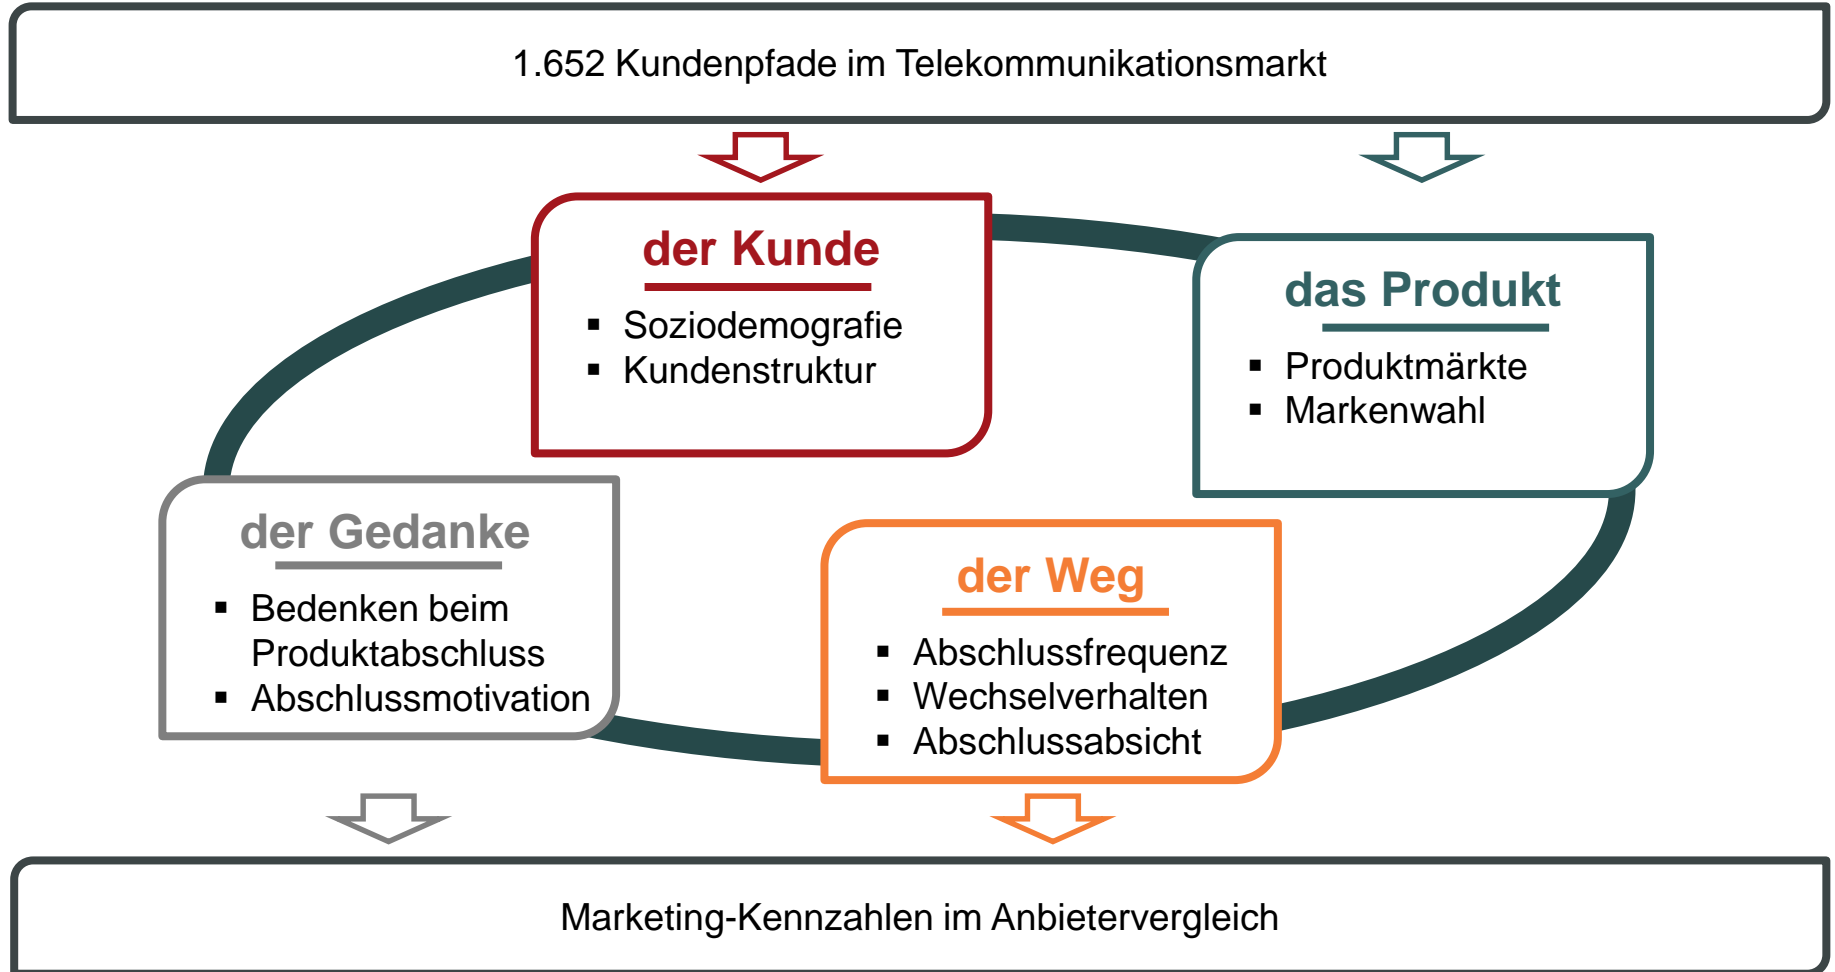 1.652 Kundenpfade im Telekommunikationsmarkt
der Kunde
▪ Soziodemografie
▪ Kundenstruktur
das Produkt
▪ Produktmärkte
▪ Markenwahl
der Gedanke
▪ Bedenken beim
Produktabschluss
▪ Abschlussmotivation
der Weg
▪ Abschlussfrequenz
▪ Wechselverhalten
▪ Abschlussabsicht
Marketing-Kennzahlen im Anbietervergleich